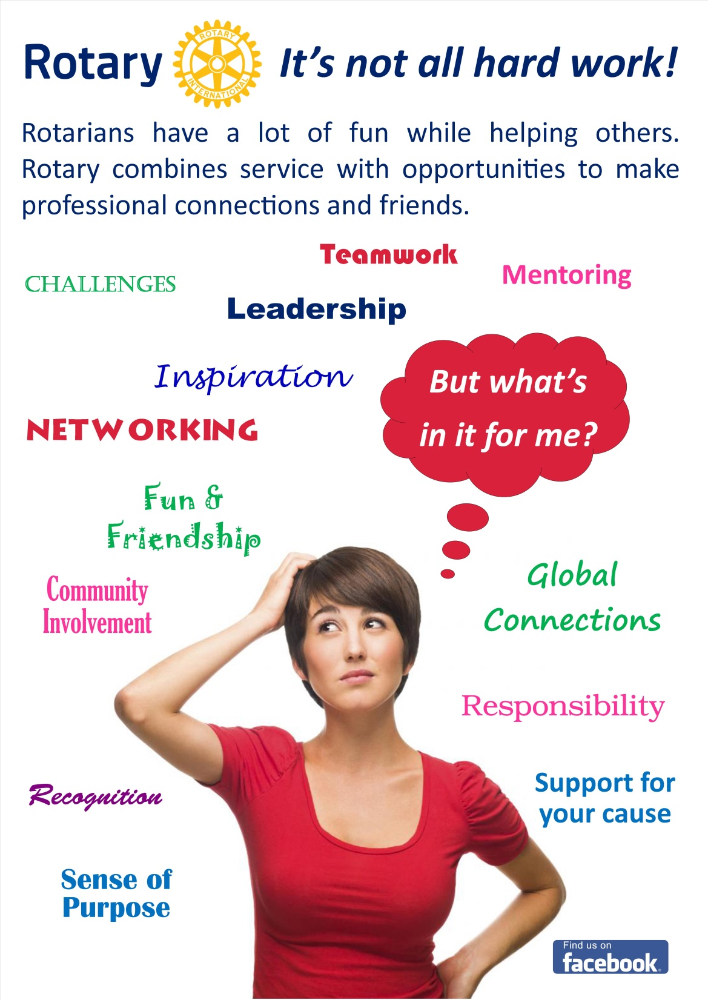 Rotary
ROTARY
INTERNATIONAL
It's not all hard work!
Rotarians have a lot of fun while helping others.
Rotary combines service with opportunities to make
professional connections and friends.
Teamwork
Mentoring
CHALLENGES
Leadership
Inspiration
But what's
in it for me?
NETWORKING
Fun &
Friendship
Community
Involvement
Global
Connections
Responsibility
Recognition
Support for
your cause
Sense of
Purpose
Find us on
facebook